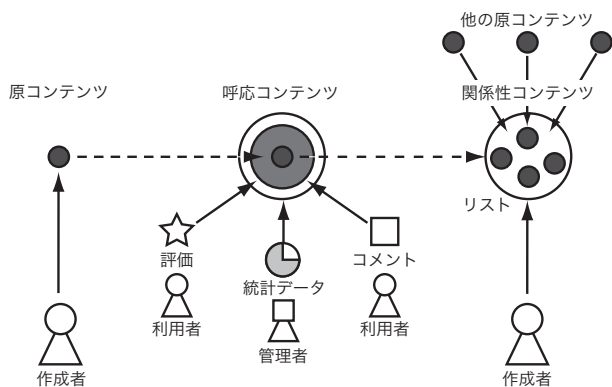 他の原コンテンツ
原コンテンツ
呼応コンテンツ
関係性コンテンツ
リスト
評価
統計データ
コメント
利用者
管理者
利用者
作成者
作成者